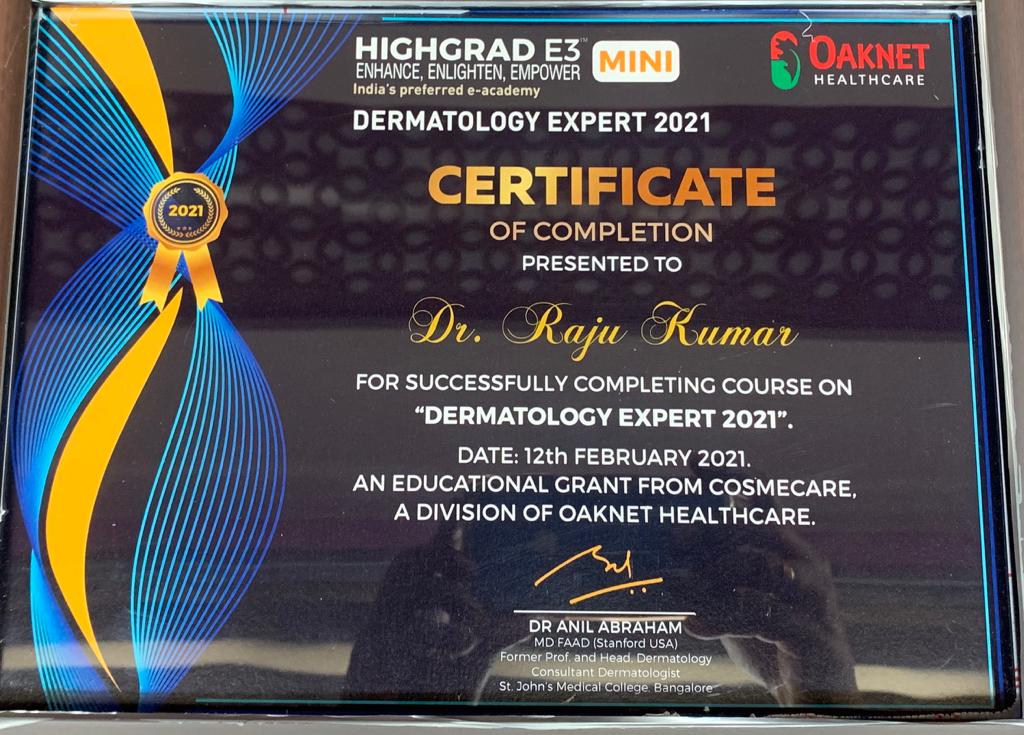 HIGHGRAD E3™ MINI
ENHANCE, ENLIGHTEN, EMPOWER
India's preferred e-academy
OAKNET
HEALTHCARE
DERMATOLOGY EXPERT 2021
2021
CERTIFICATE
OF COMPLETION
PRESENTED TO
Dr. Raju Kumar
FOR SUCCESSFULLY COMPLETING COURSE ON
“DERMATOLOGY EXPERT 2021”.
DATE: 12th FEBRUARY 2021.
AN EDUCATIONAL GRANT FROM COSMECARE,
A DIVISION OF OAKNET HEALTHCARE.
DR ANIL ABRAHAM
MD FAAD (Stanford USA)
Former Prof. and Head. Dermatology
Consultant Dermatologist
St. John's Medical College, Bangalore